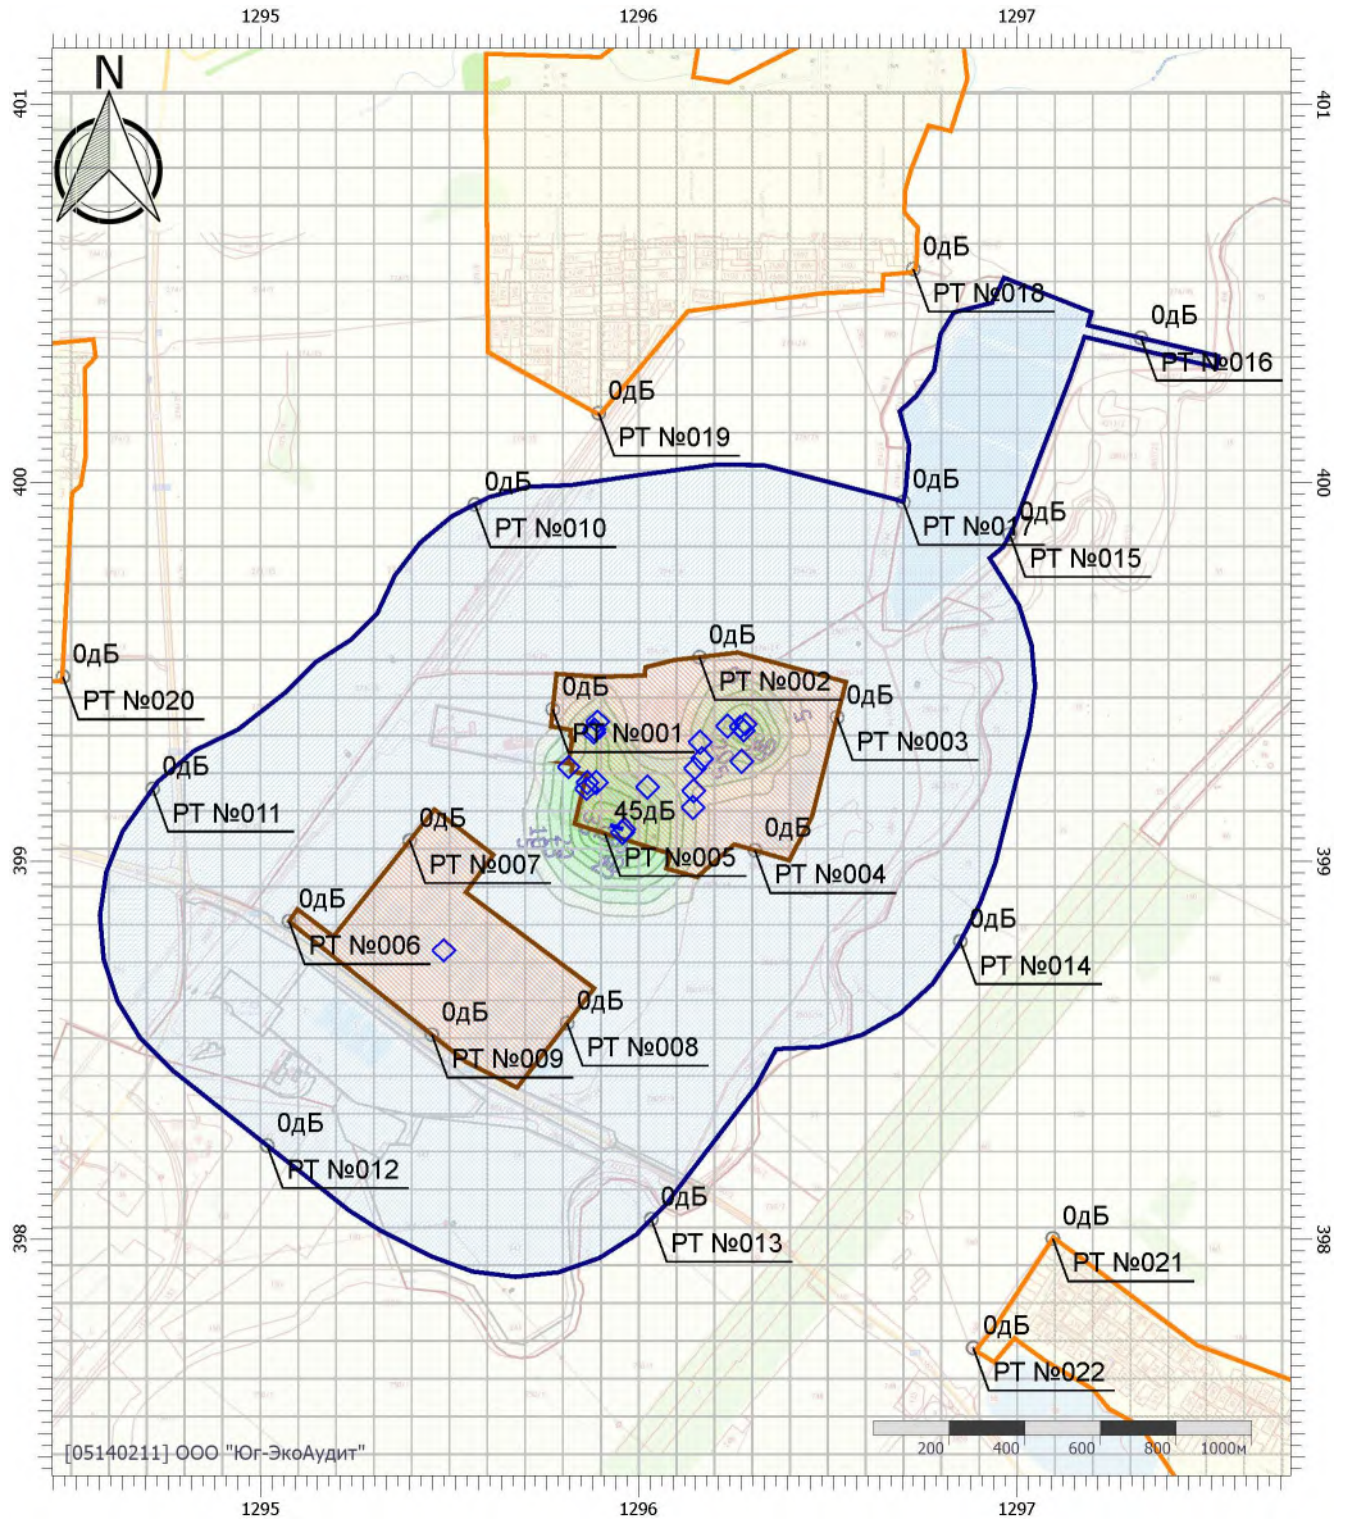 1295 1296 1297
401 401
N
0дБ
РТ №018
0дБ
РТ №016
0дБ
РТ №019
400 400
0дБ
РТ №010
0дБ
РТ №017
0дБ
РТ №015
0дБ
РТ №020
0дБ
РТ №002
0дБ
РТ №001
0дБ
РТ №003
5
0дБ
РТ №011
45дБ
РТ №005
0дБ
РТ №004
0дБ
РТ №007
399 399
0дБ
РТ №006
0дБ
РТ №014
0дБ
РТ №008
0дБ
РТ №009
0дБ
РТ №012
0дБ
РТ №013
398 398
0дБ
РТ №021
0дБ
РТ №022
[05140211] ООО "Юг-ЭкоАудит"
200 400 600 800 1000м
1295 1296 1297